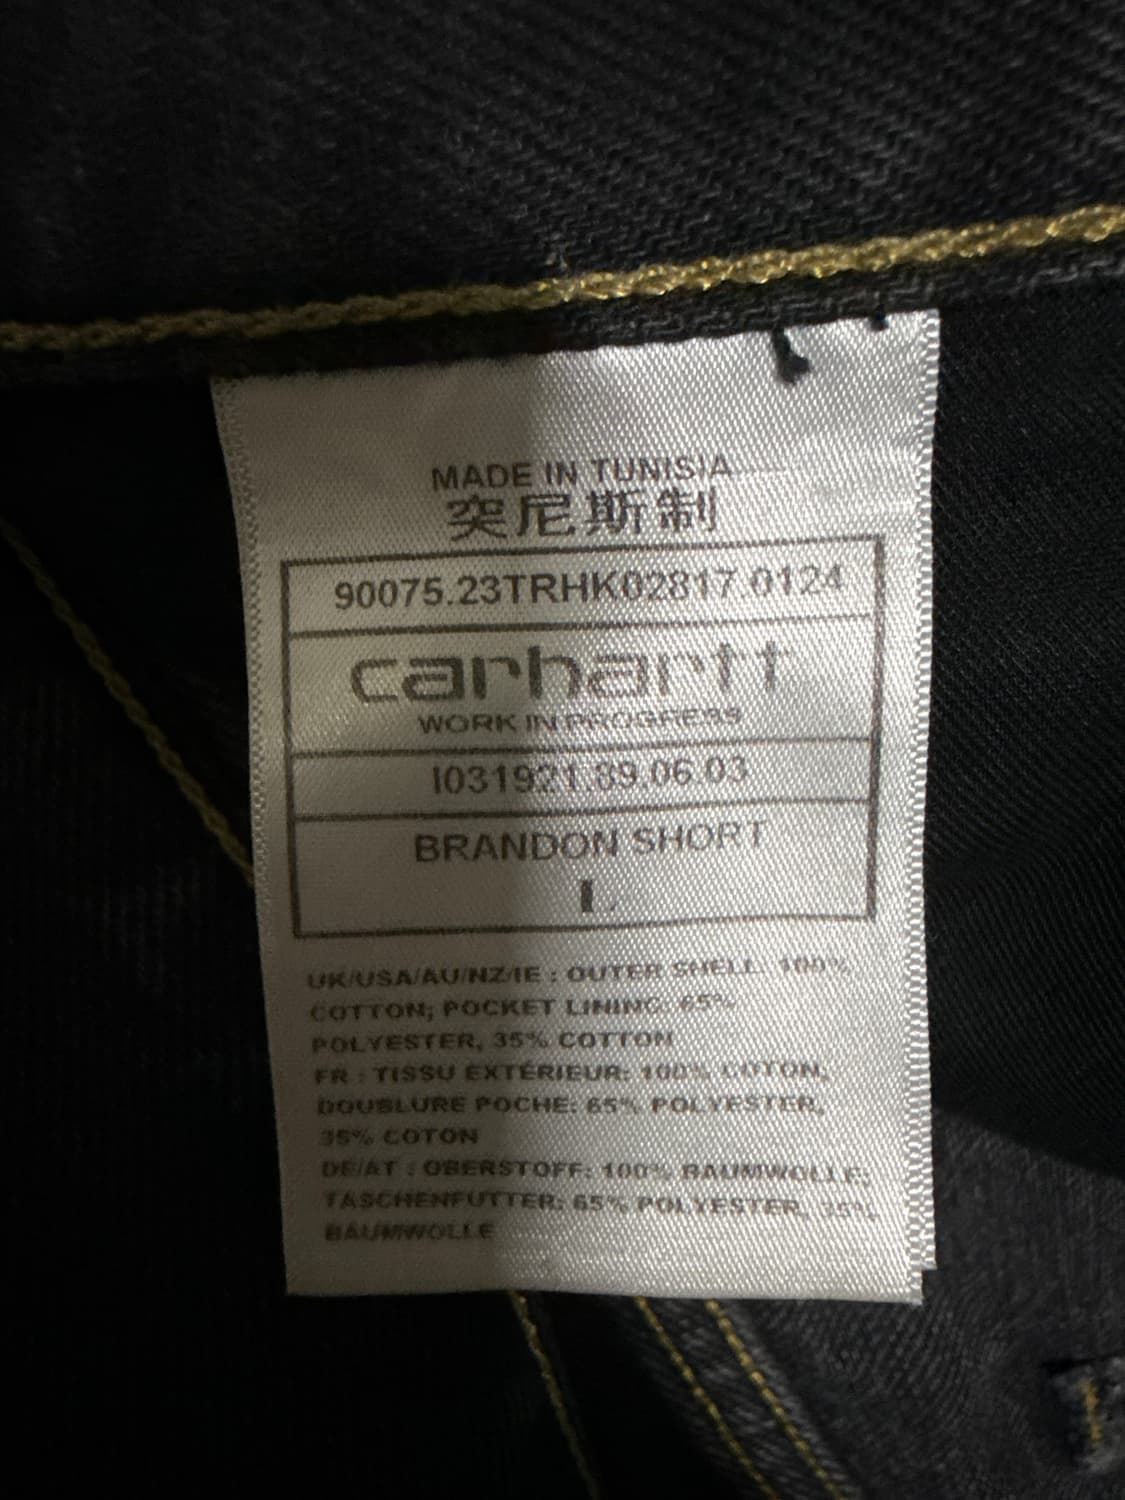 MADE IN TUNISIA
突尼斯制
90075.23TRHK02817.0124
carhartt
WORK IN PROGRESS
I031921.89.06.03
BRANDON SHORT
L
UK/USA/AU/NZ/IE : OUTER SHELL: 100%
COTTON; POCKET LINING: 65%
POLYESTER, 35% COTTON
FR : TISSU EXTÉRIEUR: 100% COTON,
DOUBLURE POCHE: 65% POLYESTER,
35% COTON
DE/AT : OBERSTOFF: 100% BAUMWOLLE;
TASCHENFUTTER: 65% POLYESTER, 35%
BAUMWOLLE